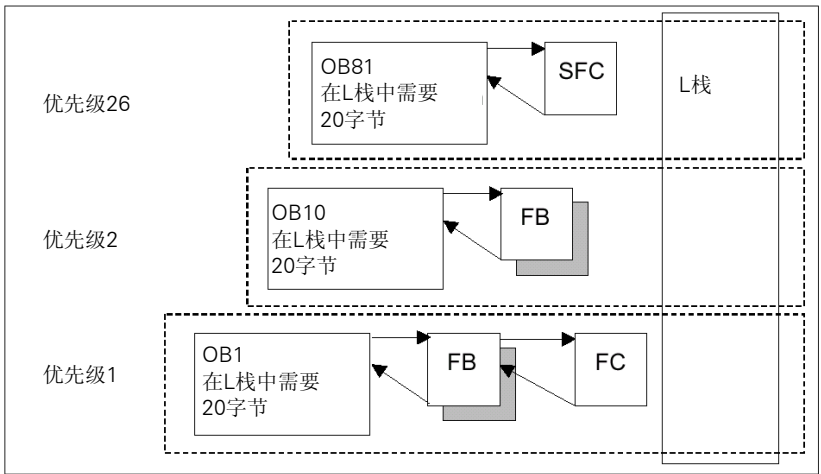 优先级26
OB81
在L栈中需要
20字节
SFC
L栈
优先级2
OB10
在L栈中需要
20字节
FB
优先级1
OB1
在L栈中需要
20字节
FB
FC